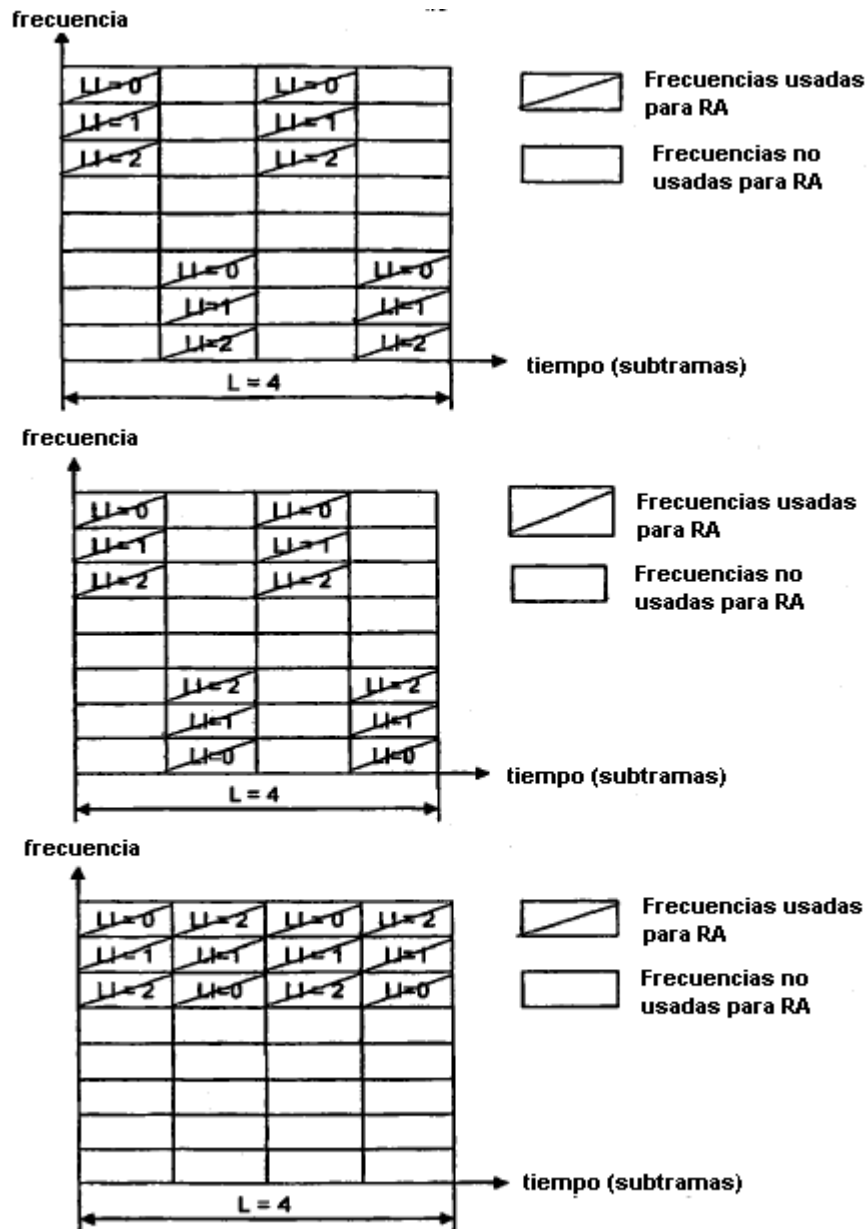 frecuencia
LI = 0 LI = 0
LI = 1 LI = 1
LI = 2 LI = 2
LI = 0 LI = 0
LI=1 LI=1
LI=2 LI=2
tiempo (subtramas)
L = 4
Frecuencias usadas
para RA
Frecuencias no
usadas para RA
frecuencia
LI = 0 LI = 0
LI = 1 LI = 1
LI = 2 LI = 2
LI = 2 LI = 2
LI=1 LI=1
LI=0 LI=0
tiempo (subtramas)
L = 4
Frecuencias usadas
para RA
Frecuencias no
usadas para RA
frecuencia
LI = 0 LI = 2 LI = 0 LI = 2
LI = 1 LI=1 LI = 1 LI=1
LI = 2 LI=0 LI = 2 LI=0
tiempo (subtramas)
L = 4
Frecuencias usadas
para RA
Frecuencias no
usadas para RA